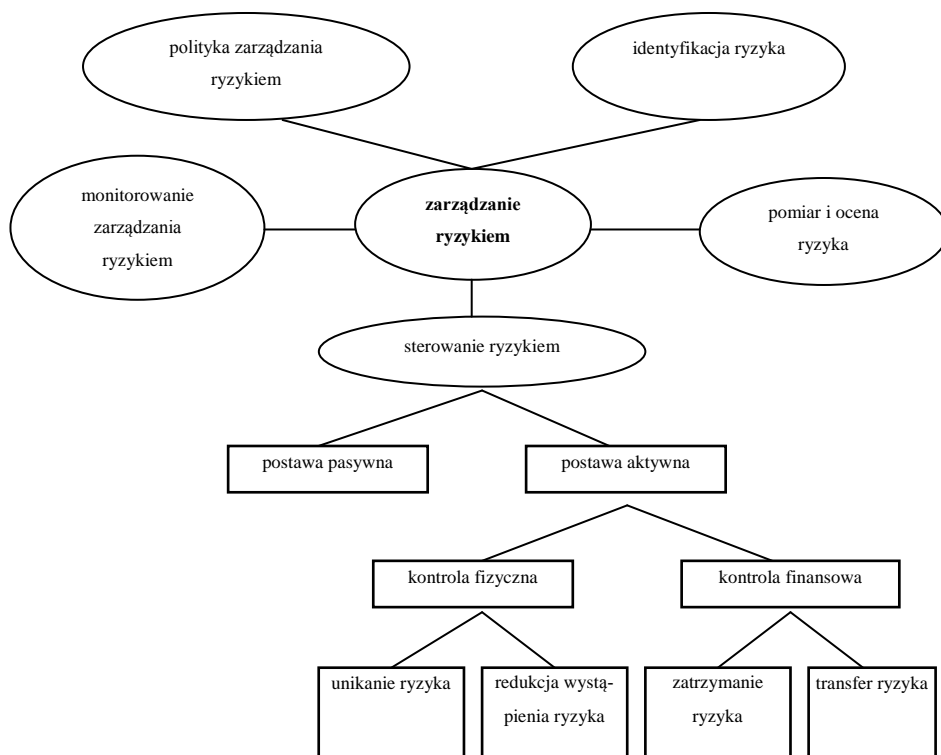 polityka zarządzania
ryzykiem
identyfikacja ryzyka
monitorowanie
zarządzania
ryzykiem
zarządzanie
ryzykiem
pomiar i ocena
ryzyka
sterowanie ryzykiem
postawa pasywna
postawa aktywna
kontrola fizyczna
kontrola finansowa
unikanie ryzyka
redkcja wystą-
pienia ryzyka
zatrzymanie
ryzyka
transfer ryzyka